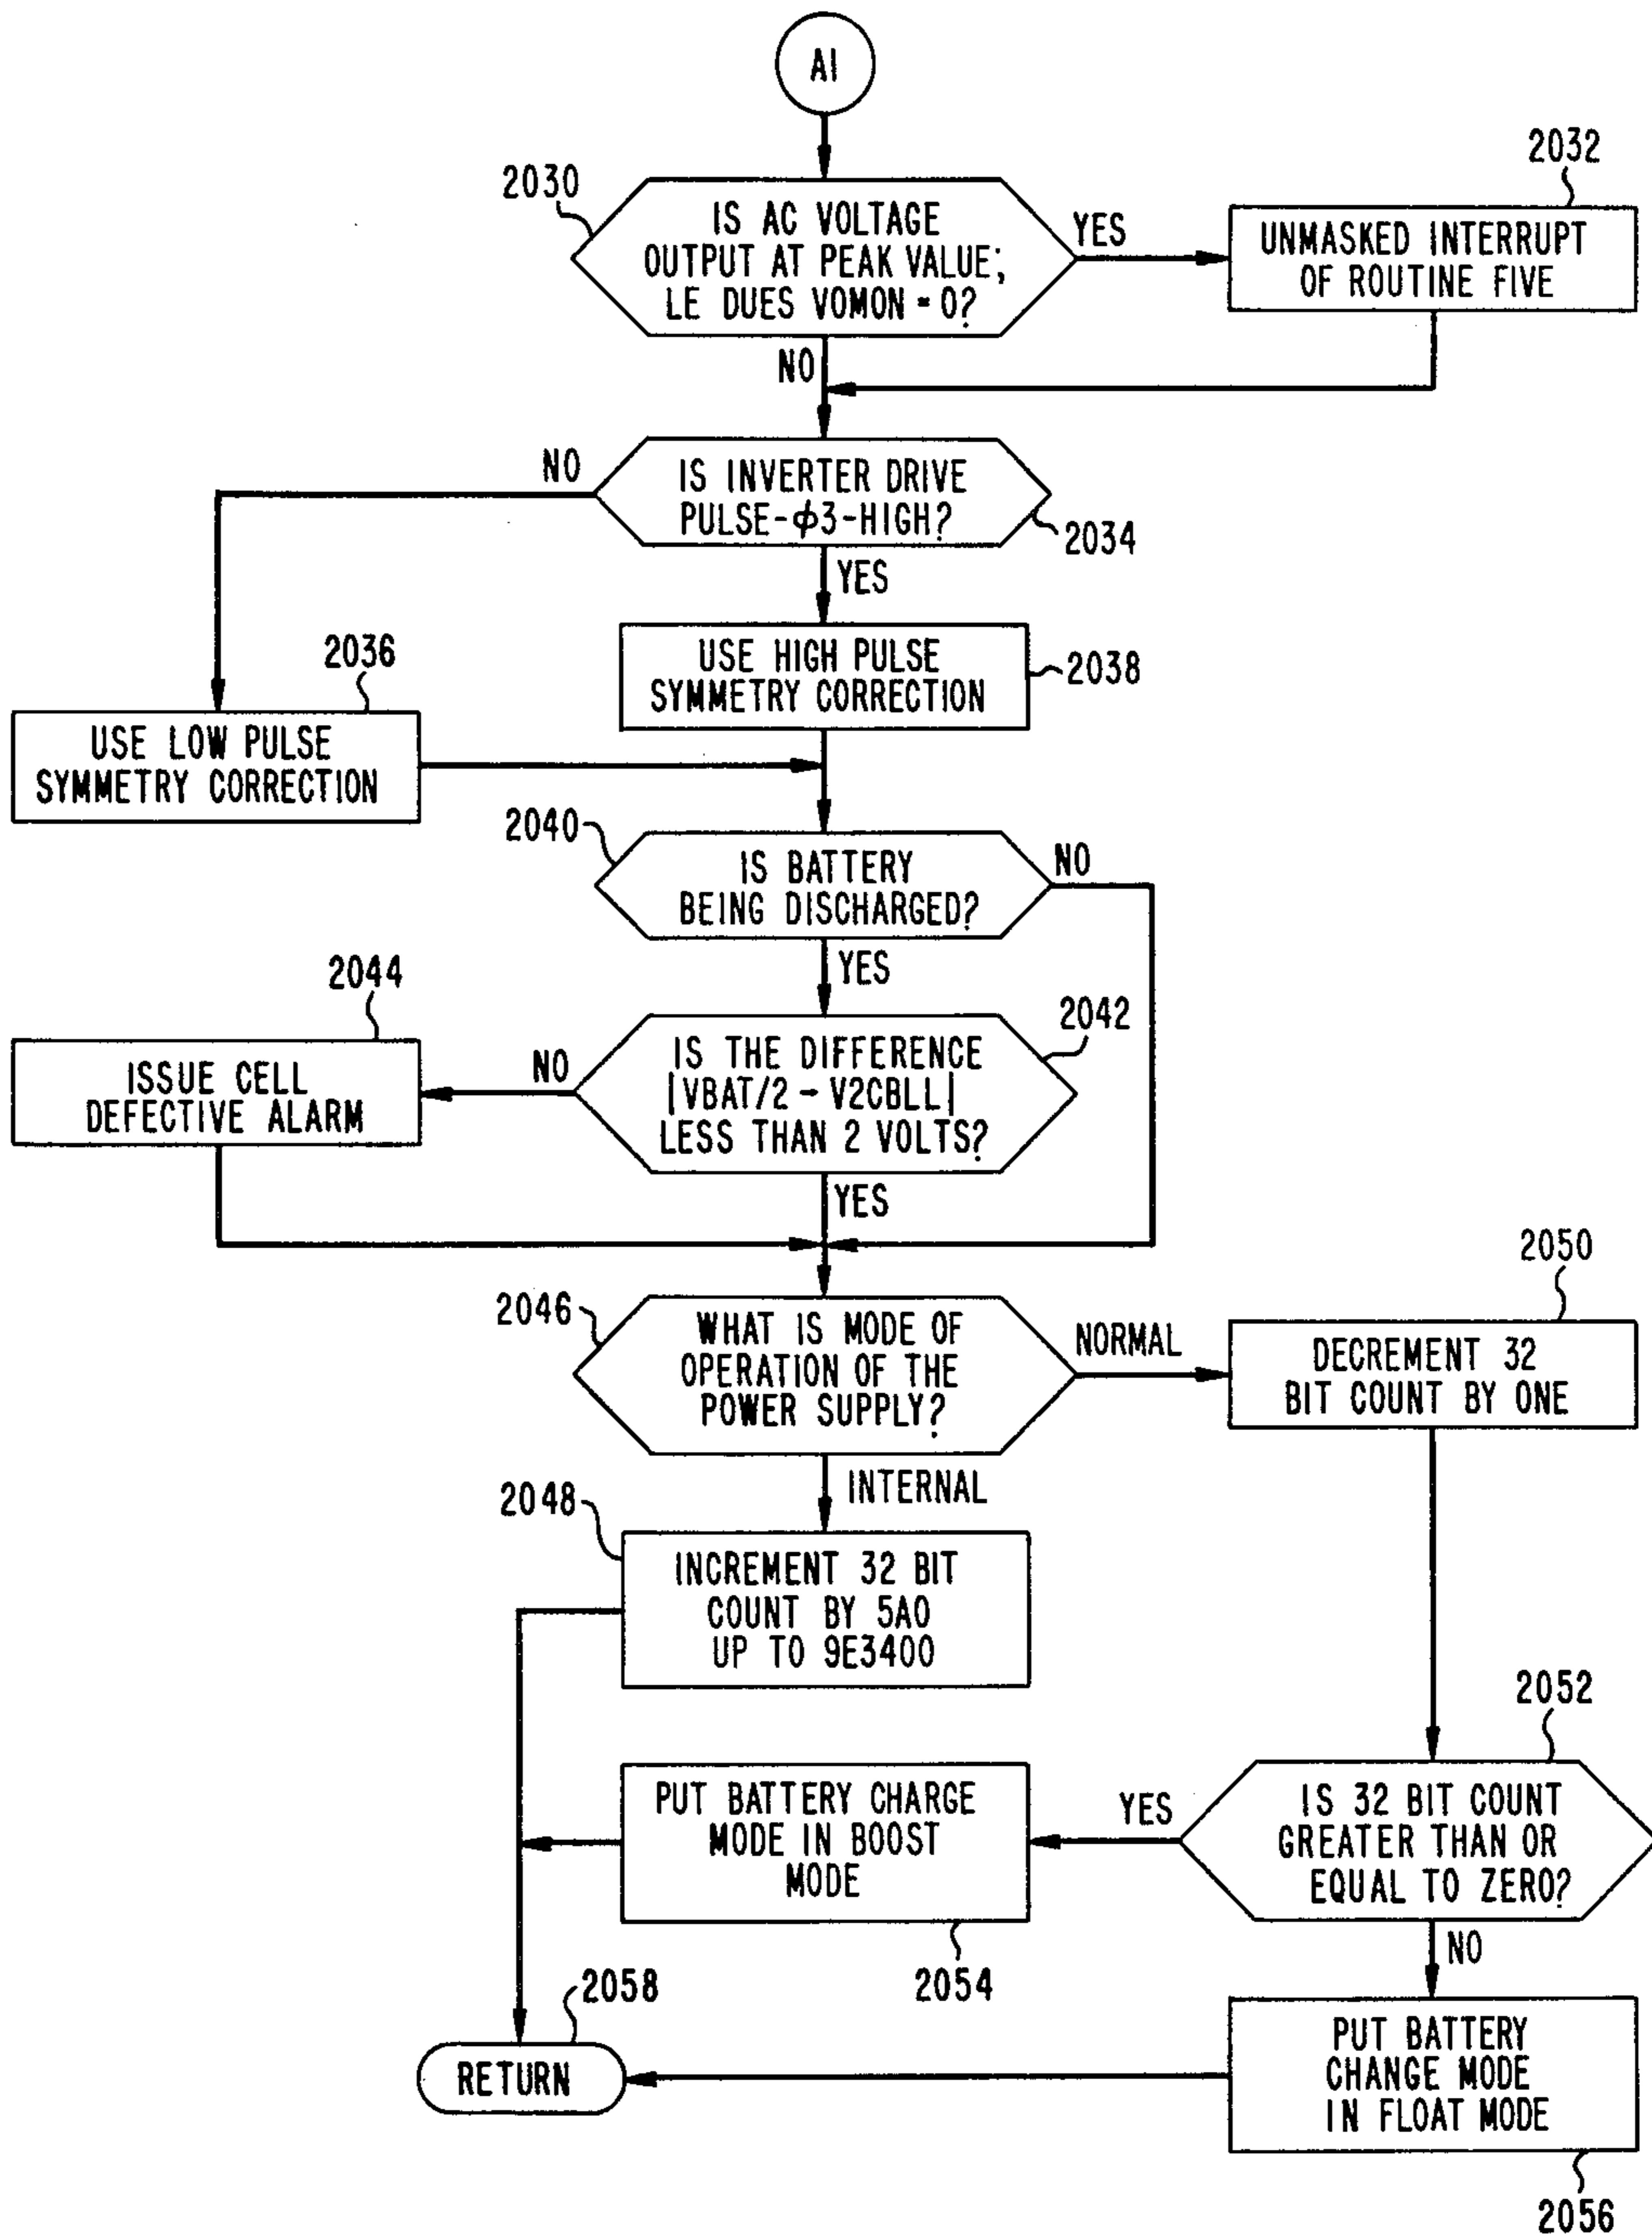 A1
2030
IS AC VOLTAGE
OUTPUT AT PEAK VALUE;
LE DUES VOMON = 0?
YES
2032
UNMASKED INTERRUPT
OF ROUTINE FIVE
NO
NO
IS INVERTER DRIVE
PULSE-ϕ3-HIGH?
2034
YES
2036
USE LOW PULSE
SYMMETRY CORRECTION
USE HIGH PULSE
SYMMETRY CORRECTION
2038
2040
IS BATTERY
BEING DISCHARGED?
NO
YES
2044
ISSUE CELL
DEFECTIVE ALARM
NO
2042
IS THE DIFFERENCE
|VBAT/2 - V2CBLL|
LESS THAN 2 VOLTS?
YES
2046
WHAT IS MODE OF
OPERATION OF THE
POWER SUPPLY?
NORMAL
2050
DECREMENT 32
BIT COUNT BY ONE
INTERNAL
2048
INCREMENT 32 BIT
COUNT BY 5A0
UP TO 9E3400
2052
IS 32 BIT COUNT
GREATER THAN OR
EQUAL TO ZERO?
YES
PUT BATTERY CHARGE
MODE IN BOOST
MODE
2054
NO
2058
RETURN
PUT BATTERY
CHANGE MODE
IN FLOAT MODE
2056